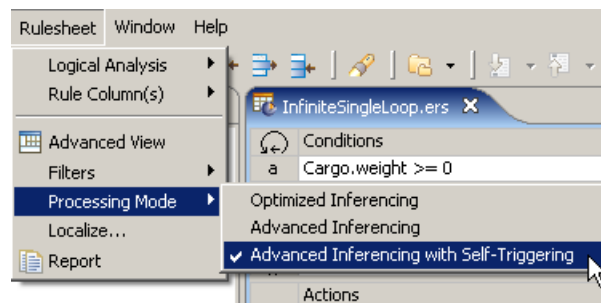 Rulesheet Window Help
Logical Analysis
Rule Column(s)
Advanced View
Filters
Processing Mode
Localize...
Report
InfiniteSingleLoop.ers
Conditions
a Cargo.weight >= 0
Optimized Inferencing
Advanced Inferencing
Advanced Inferencing with Self-Triggering
Actions